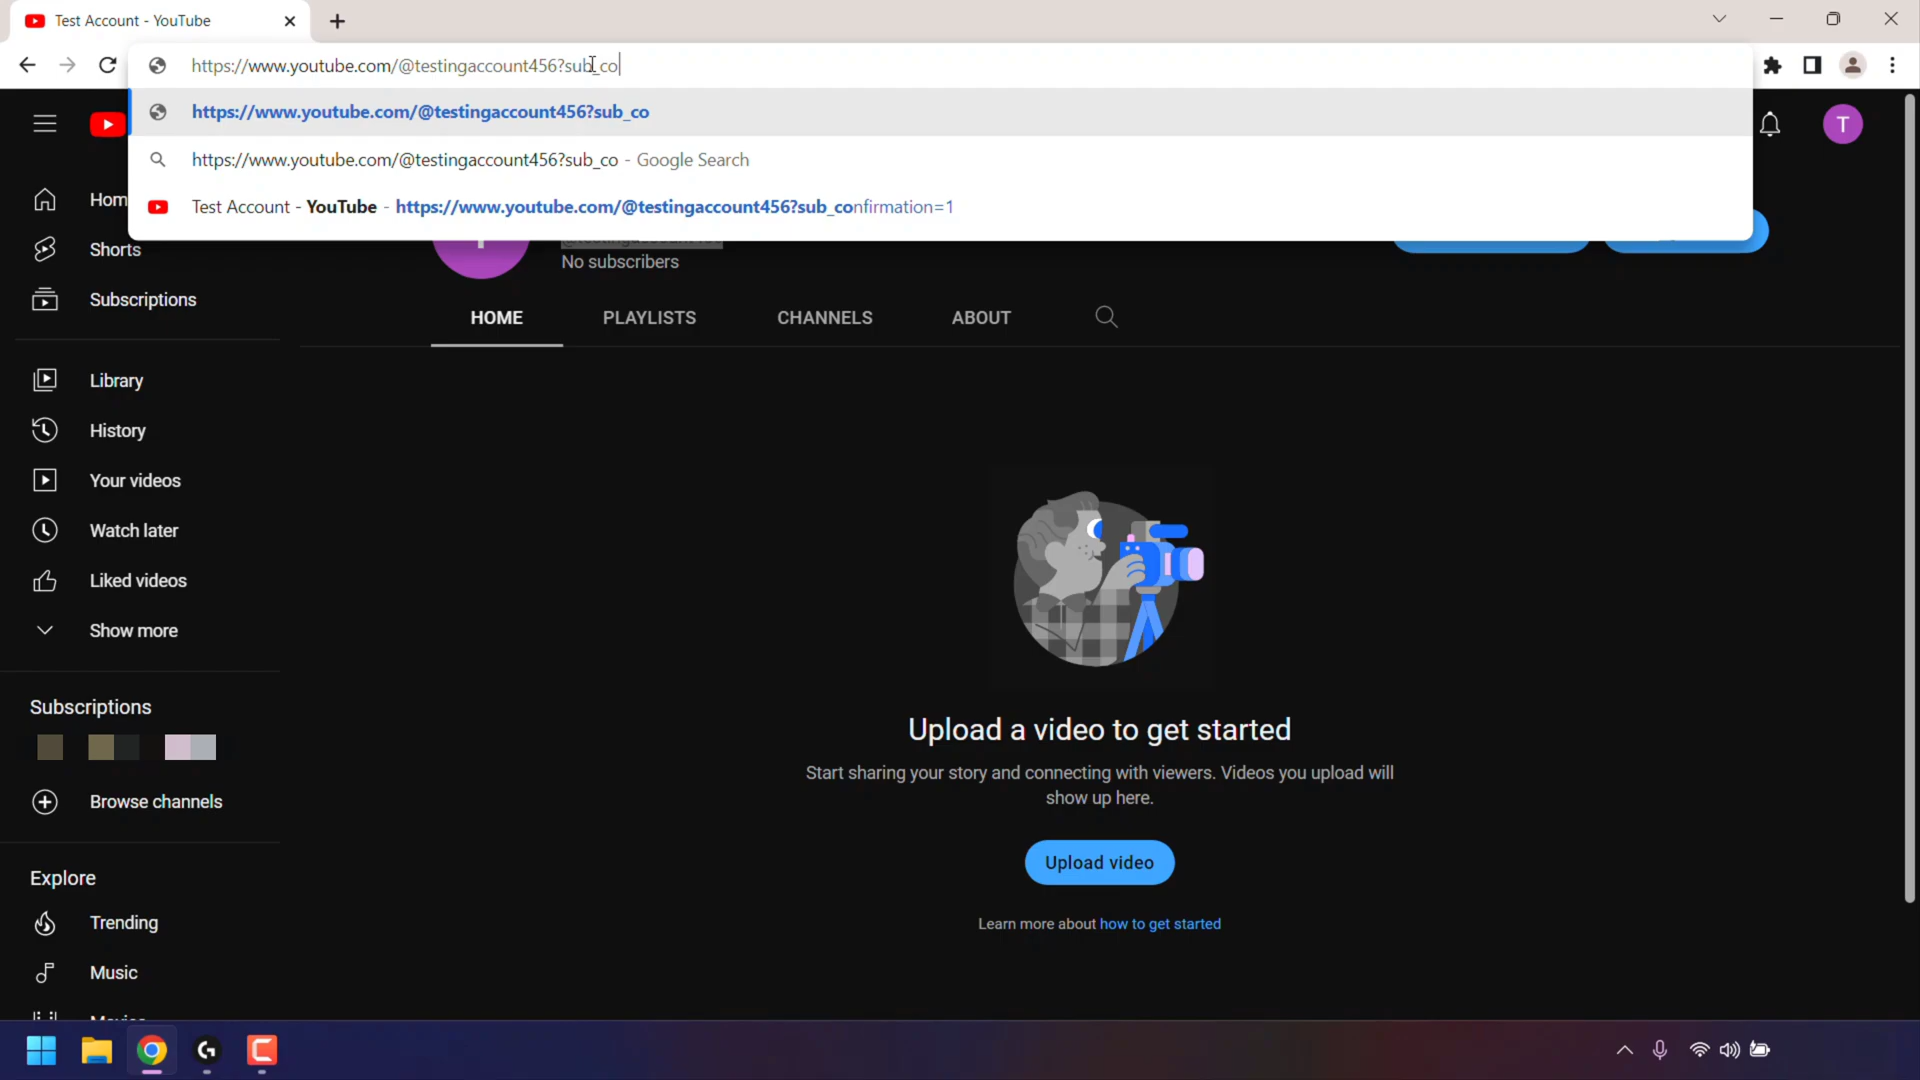 Test Account - YouTube
https://www.youtube.com/@testingaccount456?sub_co
https://www.youtube.com/@testingaccount456?sub_co
https://www.youtube.com/@testingaccount456?sub_co - Google Search
Test Account - YouTube - https://www.youtube.com/@testingaccount456?sub_confirmation=1
T
No subscribers
HOME
PLAYLISTS
CHANNELS
ABOUT
Hom
Shorts
Subscriptions
Library
History
Your videos
Watch later
Liked videos
Show more
Subscriptions
Browse channels
Explore
Trending
Music
Upload a video to get started
Start sharing your story and connecting with viewers. Videos you upload will
show up here.
Upload video
Learn more about how to get started